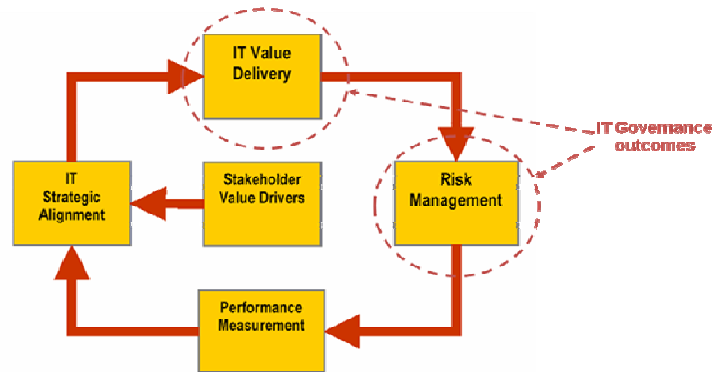 IT Value
Delivery
IT Governance
outcomes
IT
Strategic
Alignment
Stakeholder
Value Drivers
Risk
Management
Performance
Measurement